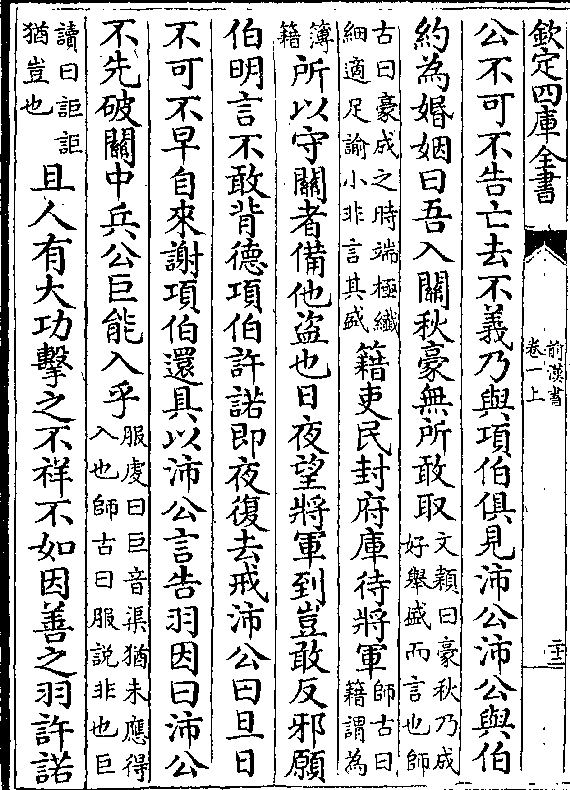 欽定四庫全書
前漢書
卷一上
二十三
公不可不告亡去不義乃與項伯俱見沛公沛公與伯
約為婚姻曰吾入關秋豪無所敢取文穎曰豪秋乃成好舉盛而言也師
古曰豪成之時端極纖細適足諭小非言其盛籍吏民封府庫待將軍師古曰籍謂為
簿籍所以守關者備他盜也日夜望將軍到豈敢反邪願
伯明言不敢背德項伯許諾即夜復去戒沛公曰旦日
不可不早自來謝項伯還具以沛公言告羽因曰沛公
不先破關中兵公巨能入乎服虔曰巨音渠猶未應得入也師古曰服説非也巨
讀曰詎詎猶豈也且人有大功擊之不祥不如因善之羽許諾